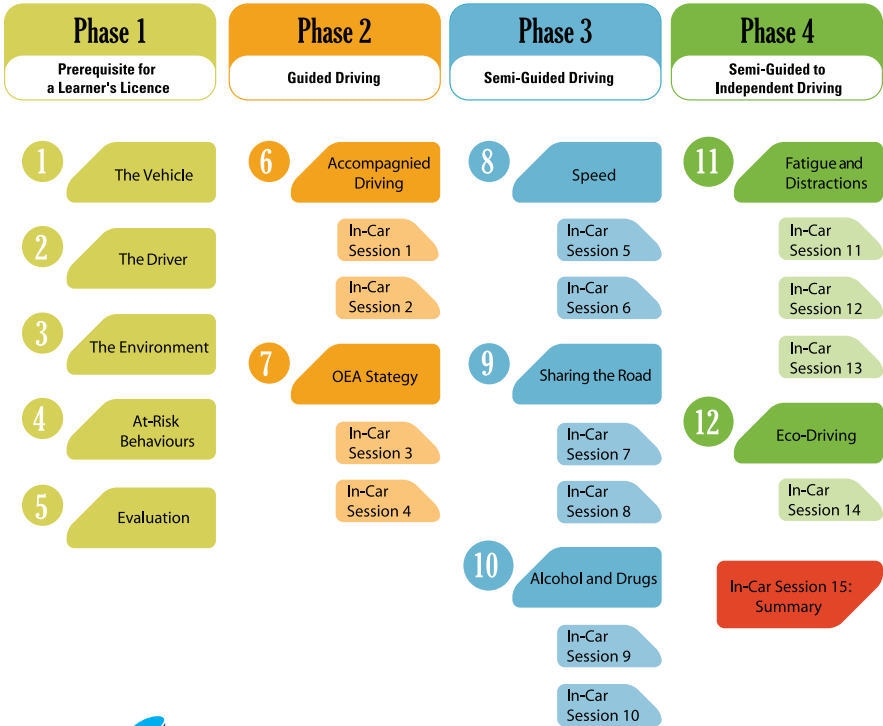 Phase 1
Prerequisite for
a Learner's Licence
1
The Vehicle
2
The Driver
3
The Environment
4
At-Risk
Behaviours
5
Evaluation
Phase 2
Guided Driving
6
Accompagnied
Driving
In-Car
Session 1
In-Car
Session 2
7
OEA Stategy
In-Car
Session 3
In-Car
Session 4
Phase 3
Semi-Guided Driving
8
Speed
In-Car
Session 5
In-Car
Session 6
9
Sharing the Road
In-Car
Session 7
In-Car
Session 8
10
Alcohol and Drugs
In-Car
Session 9
In-Car
Session 10
Phase 4
Semi-Guided to
Independent Driving
11
Fatigue and
Distractions
In-Car
Session 11
In-Car
Session 12
In-Car
Session 13
12
Eco-Driving
In-Car
Session 14
In-Car Session 15:
Summary